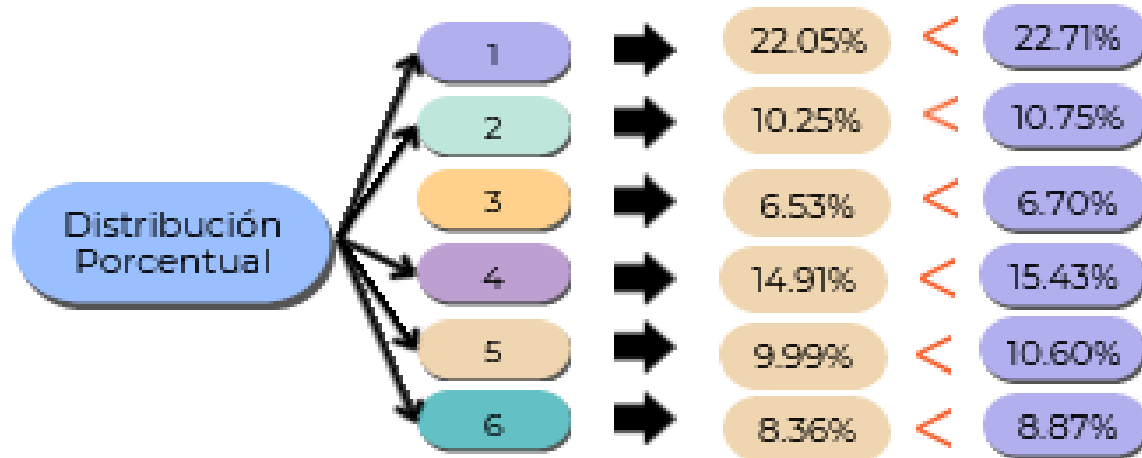 Distribución
Porcentual
1 22.05% < 22.71%
2 10.25% < 10.75%
3 6.53% < 6.70%
4 14.91% < 15.43%
5 9.99% < 10.60%
6 8.36% < 8.87%